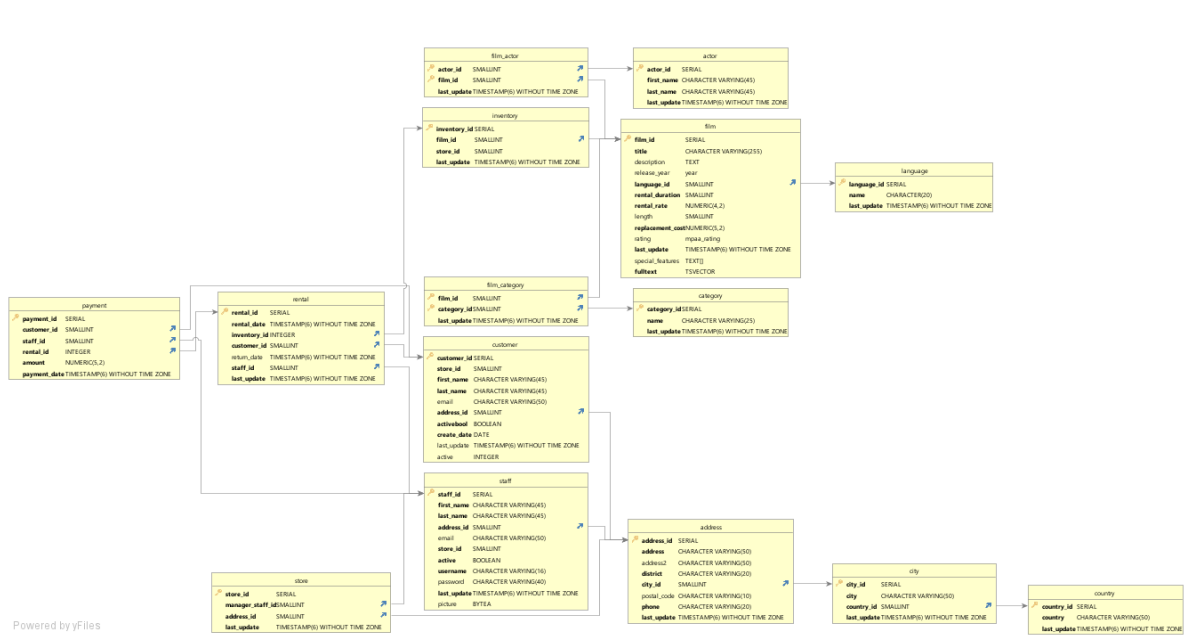 film_actor
actor_id SMALLINT
film_id SMALLINT
last_update TIMESTAMP(6) WITHOUT TIME ZONE
actor
actor_id SERIAL
first_name CHARACTER VARYING(45)
last_name CHARACTER VARYING(45)
last_update TIMESTAMP(6) WITHOUT TIME ZONE
inventory
inventory_id SERIAL
film_id SMALLINT
store_id SMALLINT
last_update TIMESTAMP(6) WITHOUT TIME ZONE
film
film_id SERIAL
title CHARACTER VARYING(255)
description TEXT
release_year year
language_id SMALLINT
rental_duration SMALLINT
rental_rate NUMERIC(4,2)
length SMALLINT
replacement_cost NUMERIC(5,2)
rating mpaa_rating
last_update TIMESTAMP(6) WITHOUT TIME ZONE
special_features TEXT[]
fulltext TSVECTOR
language
language_id SERIAL
name CHARACTER(20)
last_update TIMESTAMP(6) WITHOUT TIME ZONE
film_category
film_id SMALLINT
category_id SMALLINT
last_update TIMESTAMP(6) WITHOUT TIME ZONE
category
category_id SERIAL
name CHARACTER VARYING(25)
last_update TIMESTAMP(6) WITHOUT TIME ZONE
payment
payment_id SERIAL
customer_id SMALLINT
staff_id SMALLINT
rental_id INTEGER
amount NUMERIC(5,2)
payment_date TIMESTAMP(6) WITHOUT TIME ZONE
rental
rental_id SERIAL
rental_date TIMESTAMP(6) WITHOUT TIME ZONE
inventory_id INTEGER
customer_id SMALLINT
return_date TIMESTAMP(6) WITHOUT TIME ZONE
staff_id SMALLINT
last_update TIMESTAMP(6) WITHOUT TIME ZONE
customer
customer_id SERIAL
store_id SMALLINT
first_name CHARACTER VARYING(45)
last_name CHARACTER VARYING(45)
email CHARACTER VARYING(50)
address_id SMALLINT
activebool BOOLEAN
create_date DATE
last_update TIMESTAMP(6) WITHOUT TIME ZONE
active INTEGER
staff
staff_id SERIAL
first_name CHARACTER VARYING(45)
last_name CHARACTER VARYING(45)
address_id SMALLINT
email CHARACTER VARYING(50)
store_id SMALLINT
active BOOLEAN
username CHARACTER VARYING(16)
password CHARACTER VARYING(40)
last_update TIMESTAMP(6) WITHOUT TIME ZONE
picture BYTEA
address
address_id SERIAL
address CHARACTER VARYING(50)
address2 CHARACTER VARYING(50)
district CHARACTER VARYING(20)
city_id SMALLINT
postal_code CHARACTER VARYING(10)
phone CHARACTER VARYING(20)
last_update TIMESTAMP(6) WITHOUT TIME ZONE
store
store_id SERIAL
manager_staff_id SMALLINT
address_id SMALLINT
last_update TIMESTAMP(6) WITHOUT TIME ZONE
city
city_id SERIAL
city CHARACTER VARYING(50)
country_id SMALLINT
last_update TIMESTAMP(6) WITHOUT TIME ZONE
country
country_id SERIAL
country CHARACTER VARYING(50)
last_update TIMESTAMP(6) WITHOUT TIME ZONE
Powered by yFiles